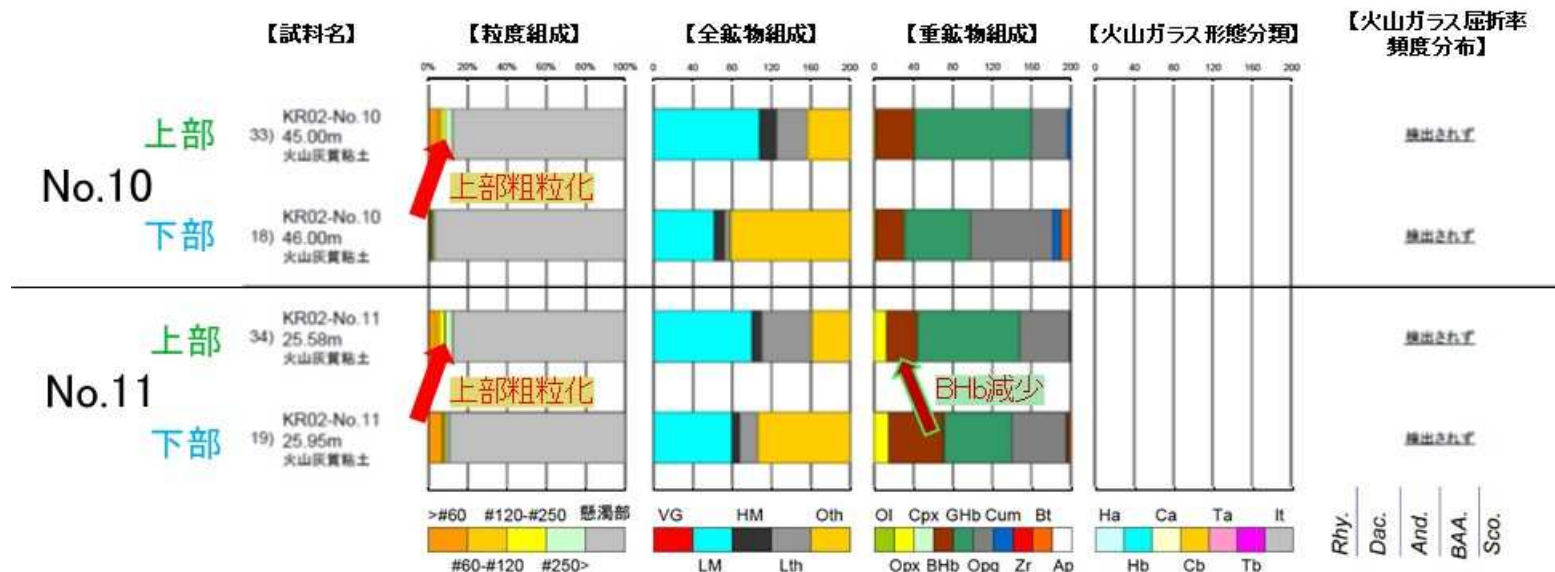 【試料名】 【粒度組成】 【全鉱物組成】 【重鉱物組成】 【火山ガラス形態分類】 【火山ガラス屈折率
頻度分布】
0% 20% 40% 60% 80% 100% 0 40 80 120 160 200 0 40 80 120 160 200 0 40 80 120 160 200
No.10
上部
33) KR02-No.10
45.00m
火山灰質粘土
検出されず
上部粗粒化
下部
18) KR02-No.10
46.00m
火山灰質粘土
検出されず
No.11
上部
34) KR02-No.11
25.58m
火山灰質粘土
検出されず
上部粗粒化
BHb減少
下部
19) KR02-No.11
25.95m
火山灰質粘土
検出されず
>#60 #120-#250 懸濁部
#60-#120 #250>
VG HM Oth
LM Lth
Ol Cpx GHb Cum Bt
Opx BHb Opq Zr Ap
Ha Ca Ta It
Hb Cb Tb
Rhy.
Dac.
And.
BAA.
Sco.